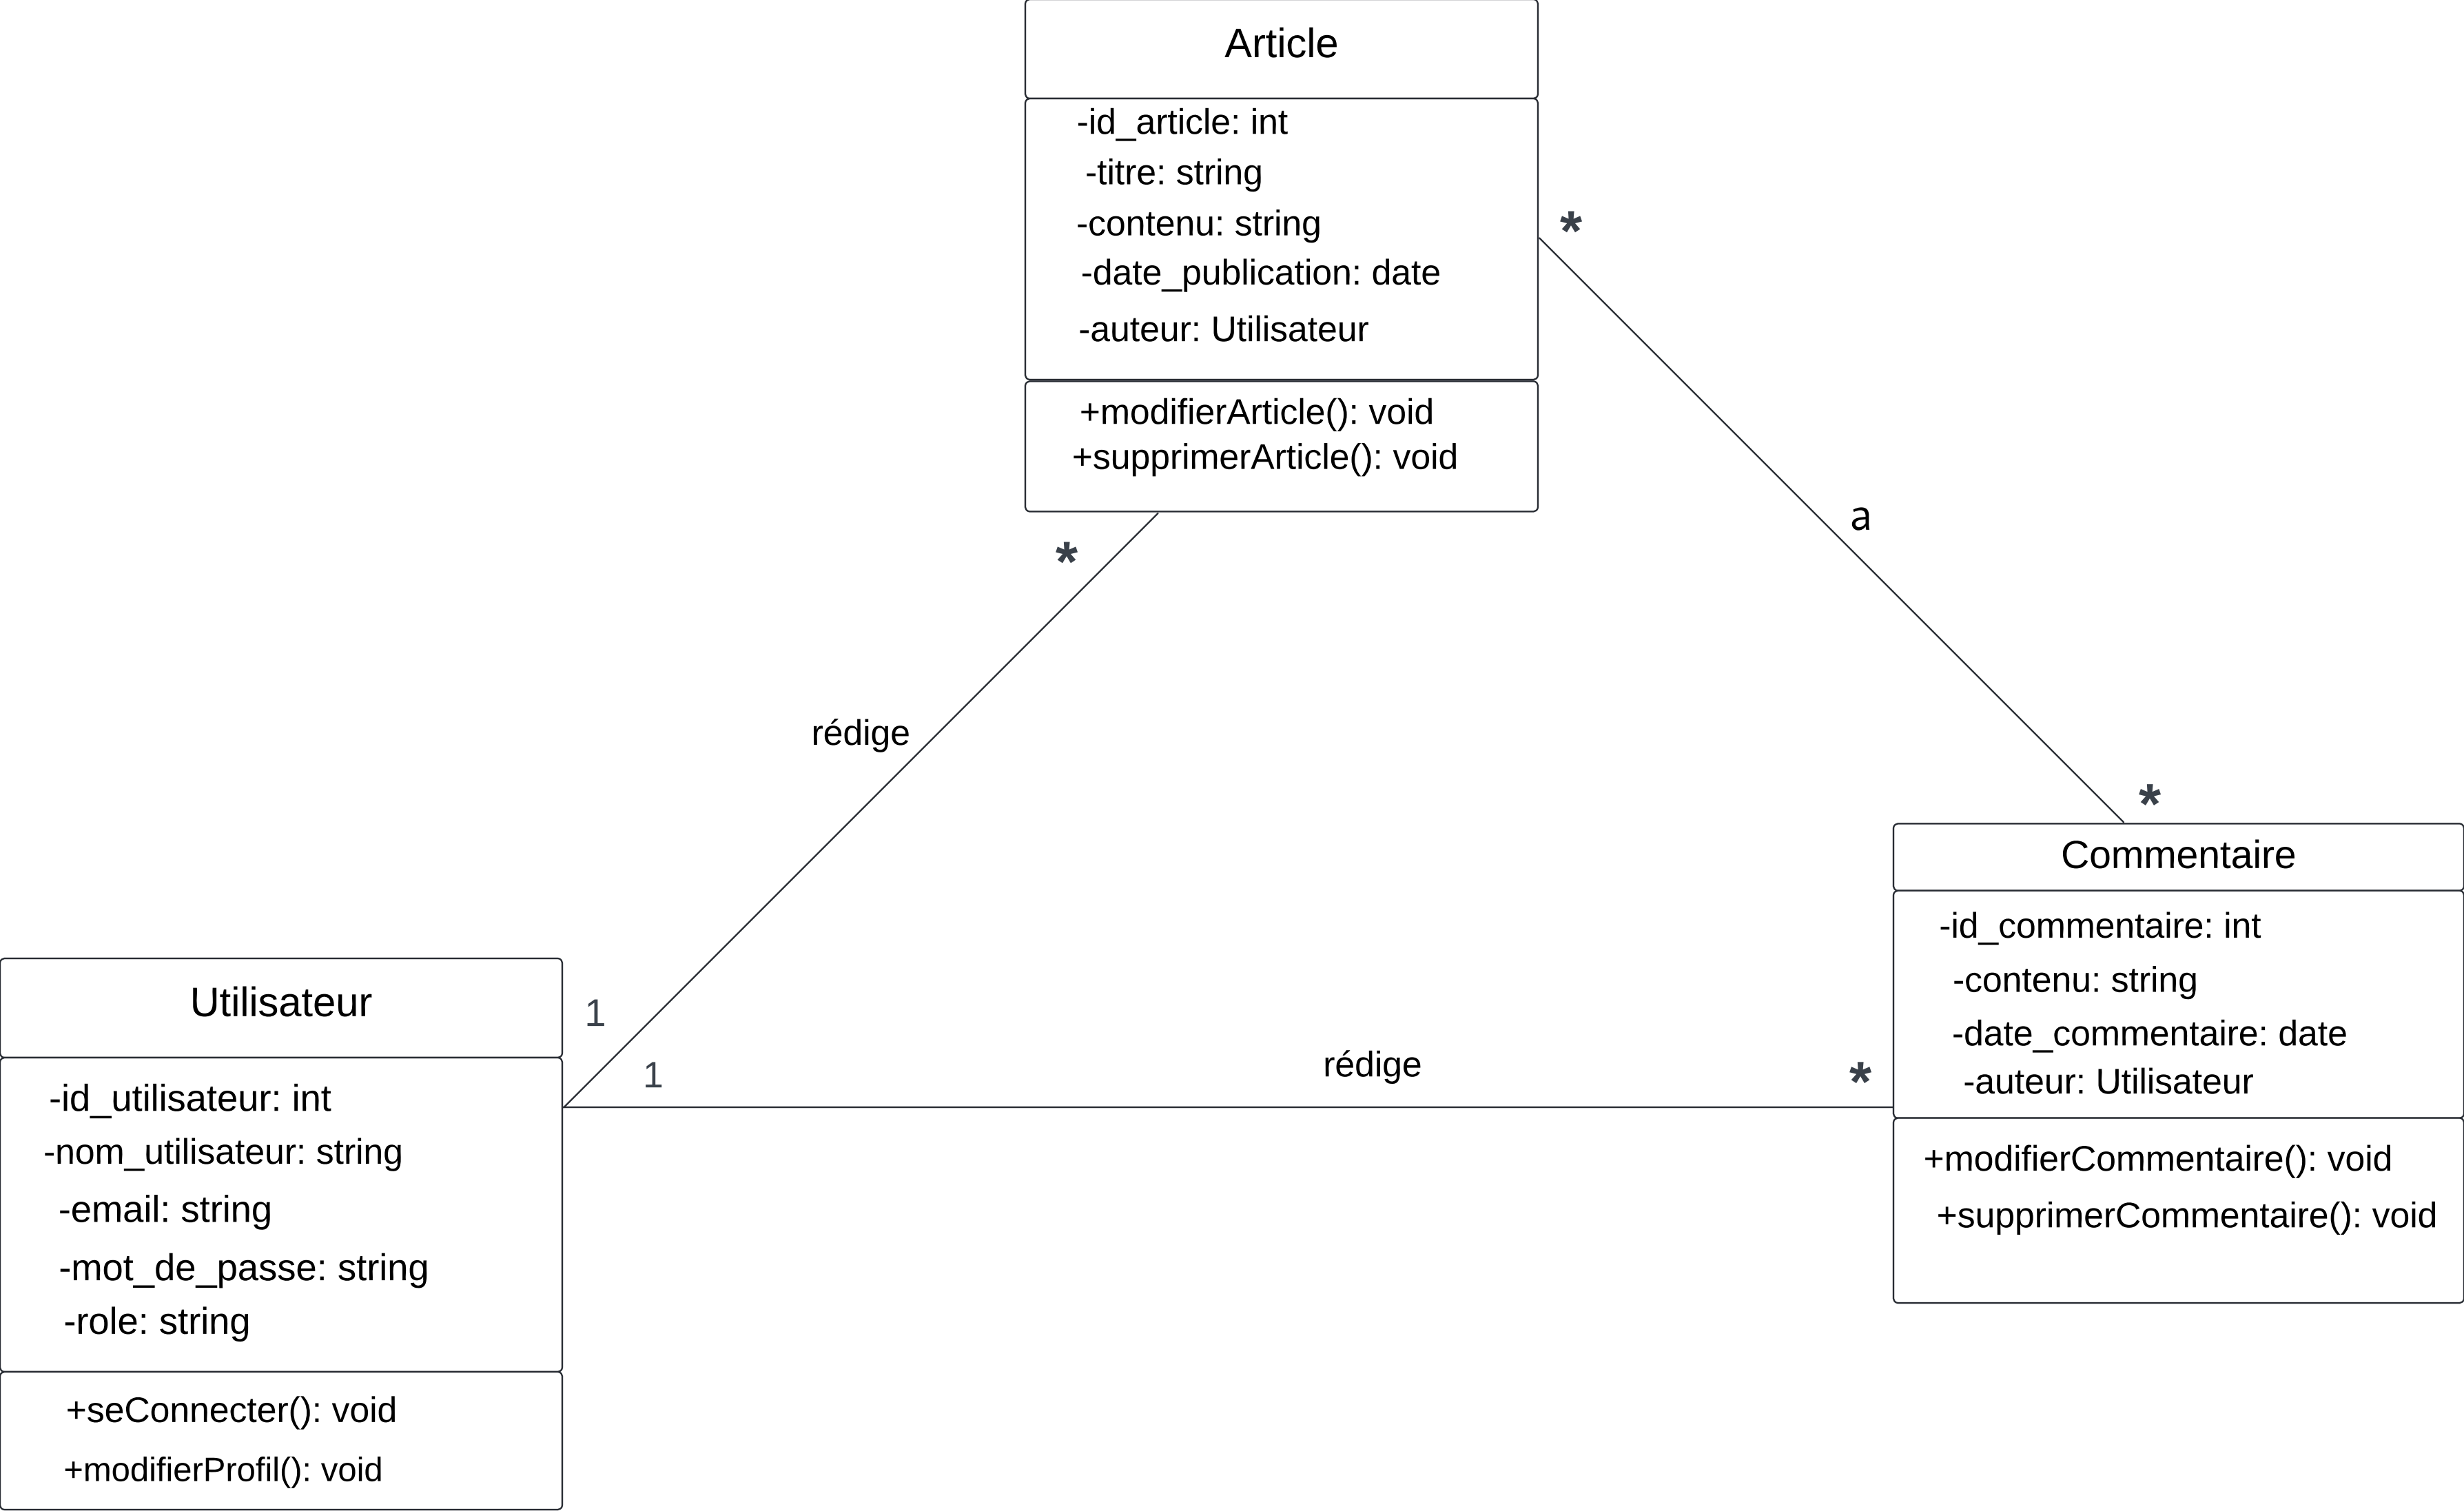 Article
-id_article: int
-titre: string
-contenu: string
-date_publication: date
-auteur: Utilisateur
+modifierArticle(): void
+supprimerArticle(): void
*
*
a
rédige
*
Commentaire
-id_commentaire: int
-contenu: string
-date_commentaire: date
-auteur: Utilisateur
+modifierCommentaire(): void
+supprimerCommentaire(): void
1
1
rédige
*
Utilisateur
-id_utilisateur: int
-nom_utilisateur: string
-email: string
-mot_de_passe: string
-role: string
+seConnecter(): void
+modifierProfil(): void